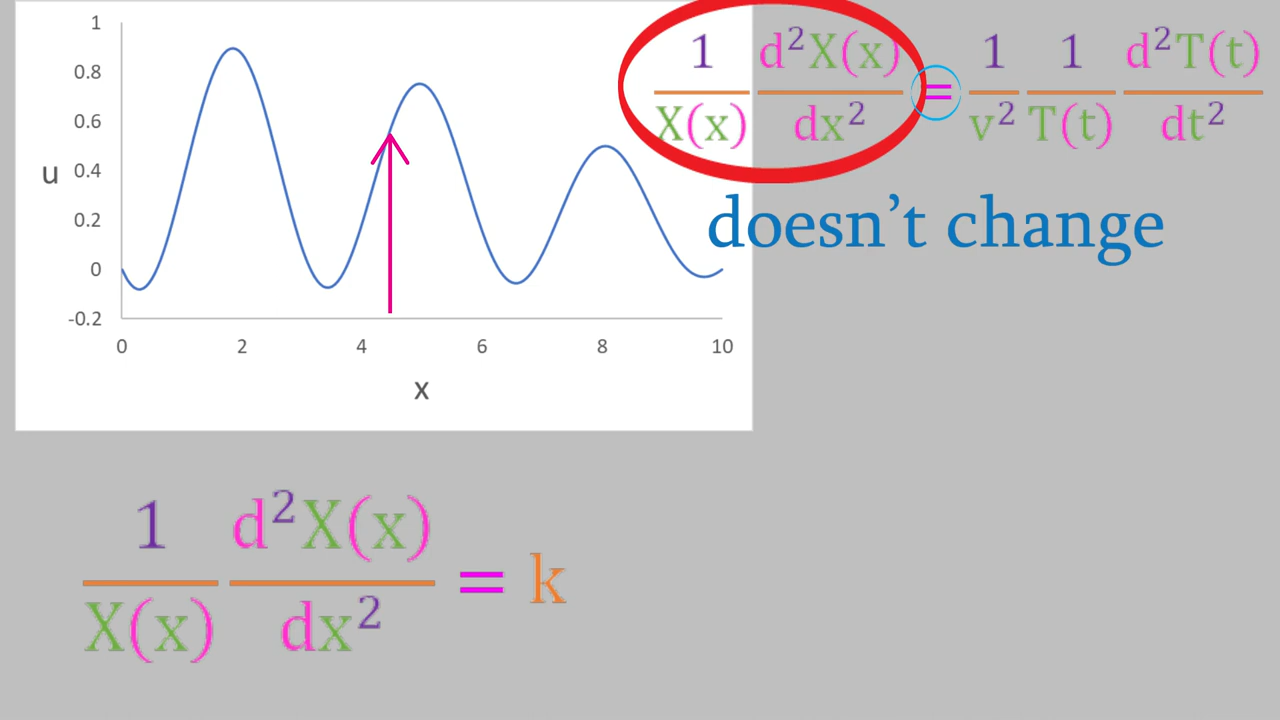 1
0.8
0.6
u 0.4
0.2
0
-0.2
0 2 4 6 8 10
x
1/X(x) d²X(x)/dx² = 1/v² 1/T(t) d²T(t)/dt²
doesn’t change
1/X(x) d²X(x)/dx² = k